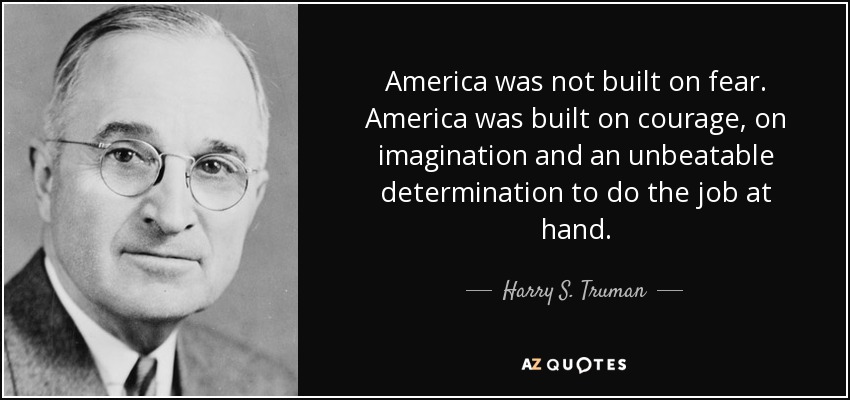 America was not built on fear.
America was built on courage, on
imagination and an unbeatable
determination to do the job at
hand.
Harry S. Truman
AZ QUOTES